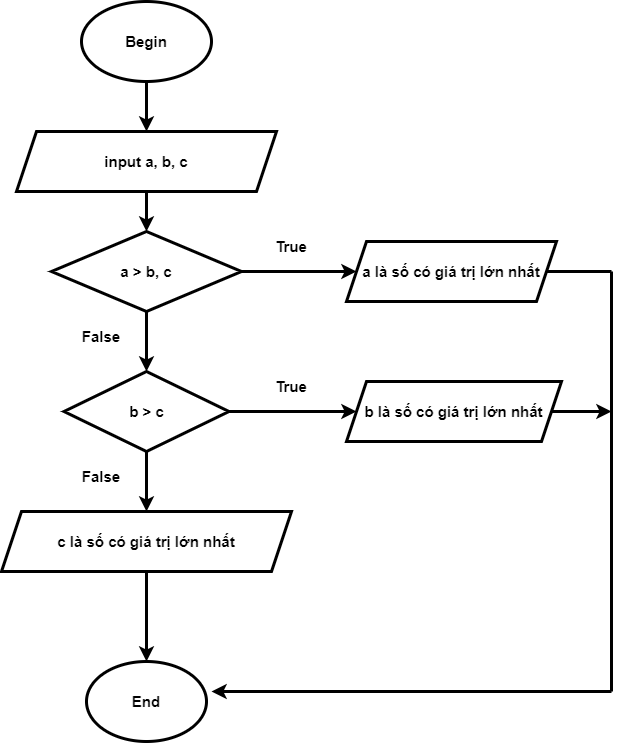 Begin
input a, b, c
a > b, c
True
a là số có giá trị lớn nhất
False
b > c
True
b là số có giá trị lớn nhất
False
c là số có giá trị lớn nhất
End